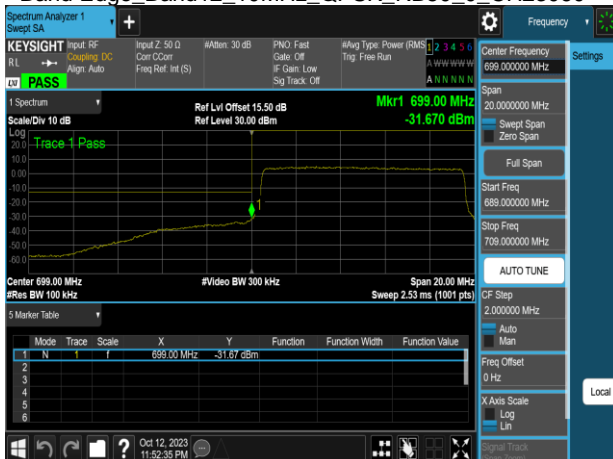 Spectrum Analyzer 1
Swept SA
Frequency
KEYSIGHT
RL
Input: RF
Coupling: DC
Align: Auto
Input Z: 50 Ω
Corr CCorr
Freq Ref: Int (S)
#Atten: 30 dB
PNO: Fast
Gate: Off
IF Gain: Low
Sig Track: Off
#Avg Type: Power (RMS
Trig: Free Run
1 2 3 4 5 6
A W W W W W
A N N N N N
LXI PASS
1 Spectrum
Scale/Div 10 dB
Ref Lvl Offset 15.50 dB
Ref Level 30.00 dBm
Mkr1 699.00 MHz
-31.670 dBm
Log
Trace 1 Pass
20.0
10.0
0.00
-10.0
-20.0
-30.0
-40.0
-50.0
-60.0
1
Center 699.00 MHz
#Res BW 100 kHz
#Video BW 300 kHz
Span 20.00 MHz
Sweep 2.53 ms (1001 pts)
5 Marker Table
Mode Trace Scale X Y Function Function Width Function Value
1 N 1 f 699.00 MHz -31.67 dBm
2
3
4
5
6
Oct 12, 2023
11:52:35 PM
Center Frequency
699.000000 MHz
Span
20.0000000 MHz
Swept Span
Zero Span
Full Span
Start Freq
689.000000 MHz
Stop Freq
709.000000 MHz
AUTO TUNE
CF Step
2.000000 MHz
Auto
Man
Freq Offset
0 Hz
X Axis Scale
Log
Lin
Signal Track
Settings
Local